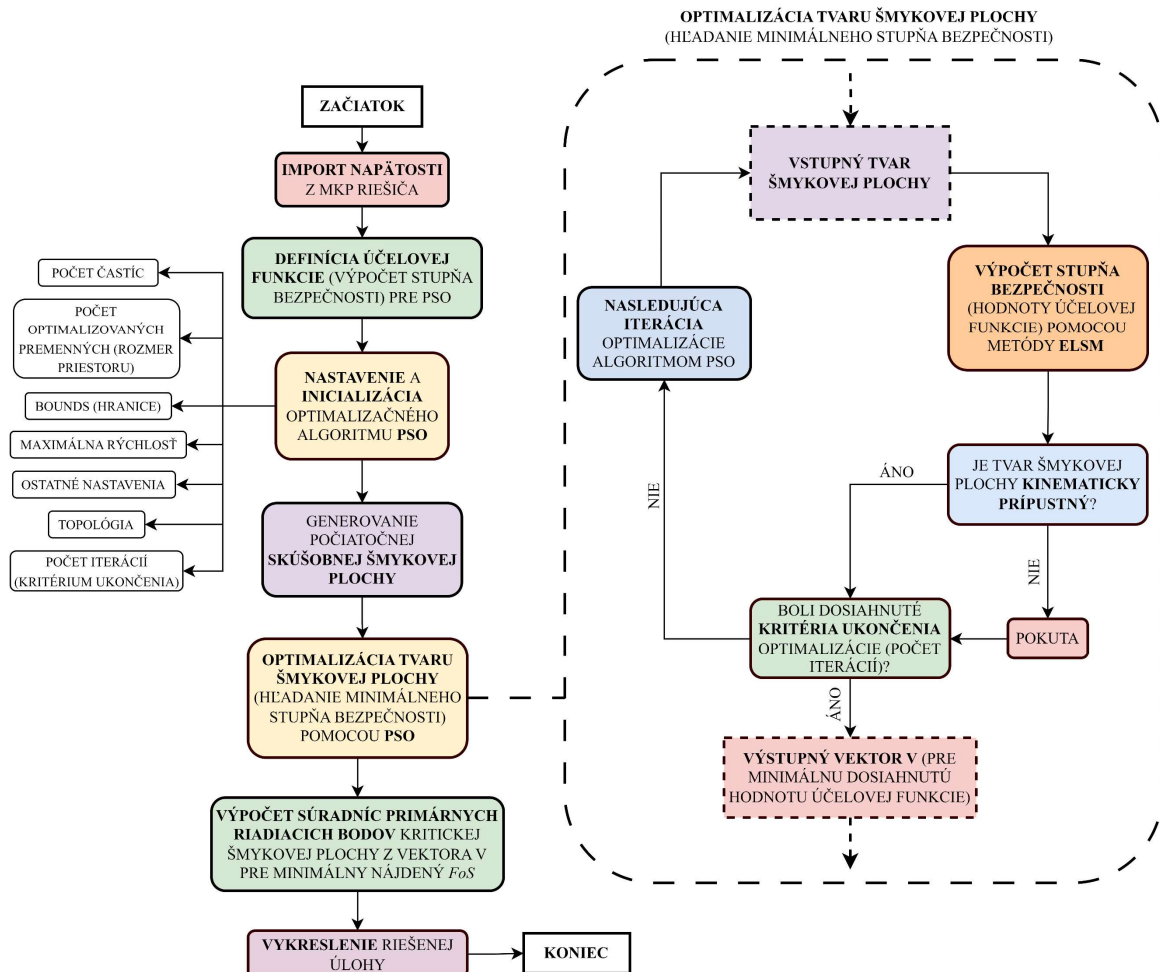 OPTIMALIZÁCIA TVARU ŠMYKOVEJ PLOCHY
(HĽADANIE MINIMÁLNEHO STUPŇA BEZPEČNOSTI)
ZAČIATOK
IMPORT NAPÄTOSTI
Z MKP RIEŠIČA
DEFINÍCIA ÚČELOVEJ
FUNKCIE (VÝPOČET STUPŇA
BEZPEČNOSTI) PRE PSO
NASTAVENIE A
INICIALIZÁCIA
OPTIMALIZAČNÉHO
ALGORITMU PSO
POČET ČASTÍC
POČET
OPTIMALIZOVANÝCH
PREMENNÝCH (ROZMER
PRIESTORU)
BOUNDS (HRANICE)
MAXIMÁLNA RÝCHLOSŤ
OSTATNÉ NASTAVENIA
TOPOLÓGIA
POČET ITERÁCIÍ
(KRITÉRIUM UKONČENIA)
GENEROVANIE
POČIATOČNEJ
SKÚŠOBNEJ ŠMYKOVEJ
PLOCHY
OPTIMALIZÁCIA TVARU
ŠMYKOVEJ PLOCHY
(HĽADANIE MINIMÁLNEHO
STUPŇA BEZPEČNOSTI)
POMOCOU PSO
VÝPOČET SÚRADNÍC PRIMÁRNYCH
RIADIACICH BODOV KRITICKEJ
ŠMYKOVEJ PLOCHY Z VEKTORA V
PRE MINIMÁLNY NÁJDENÝ FoS
VYKRESLENIE RIEŠENEJ
ÚLOHY
KONIEC
VSTUPNÝ TVAR
ŠMYKOVEJ PLOCHY
VÝPOČET STUPŇA
BEZPEČNOSTI
(HODNOTY ÚČELOVEJ
FUNKCIE) POMOCOU
METÓDY ELSM
JE TVAR ŠMYKOVEJ
PLOCHY KINEMATICKY
PRÍPUSTNÝ?
ÁNO
NIE
POKUTA
BOLI DOSIAHNUTÉ
KRITÉRIA UKONČENIA
OPTIMALIZÁCIE (POČET
ITERÁCIÍ)?
NIE
NASLEDUJÚCA
ITERÁCIA
OPTIMALIZÁCIE
ALGORITMOM PSO
ÁNO
VÝSTUPNÝ VEKTOR V (PRE
MINIMÁLNU DOSIAHNUTÚ
HODNOTU ÚČELOVEJ FUNKCIE)